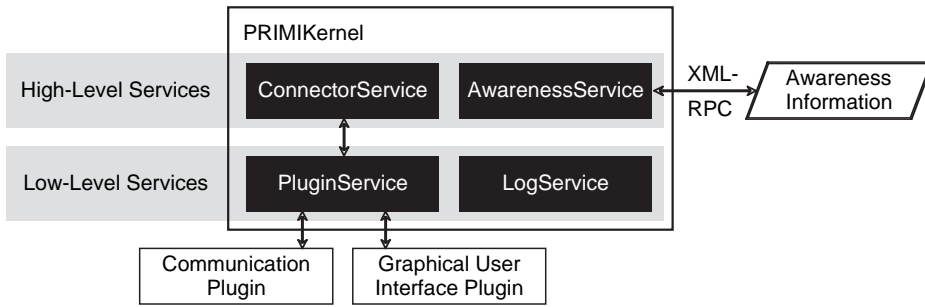 PRIMIKernel
High-Level Services
ConnectorService
AwarenessService
XML-
RPC
Awareness
Information
Low-Level Services
PluginService
LogService
Communication
Plugin
Graphical User
Interface Plugin